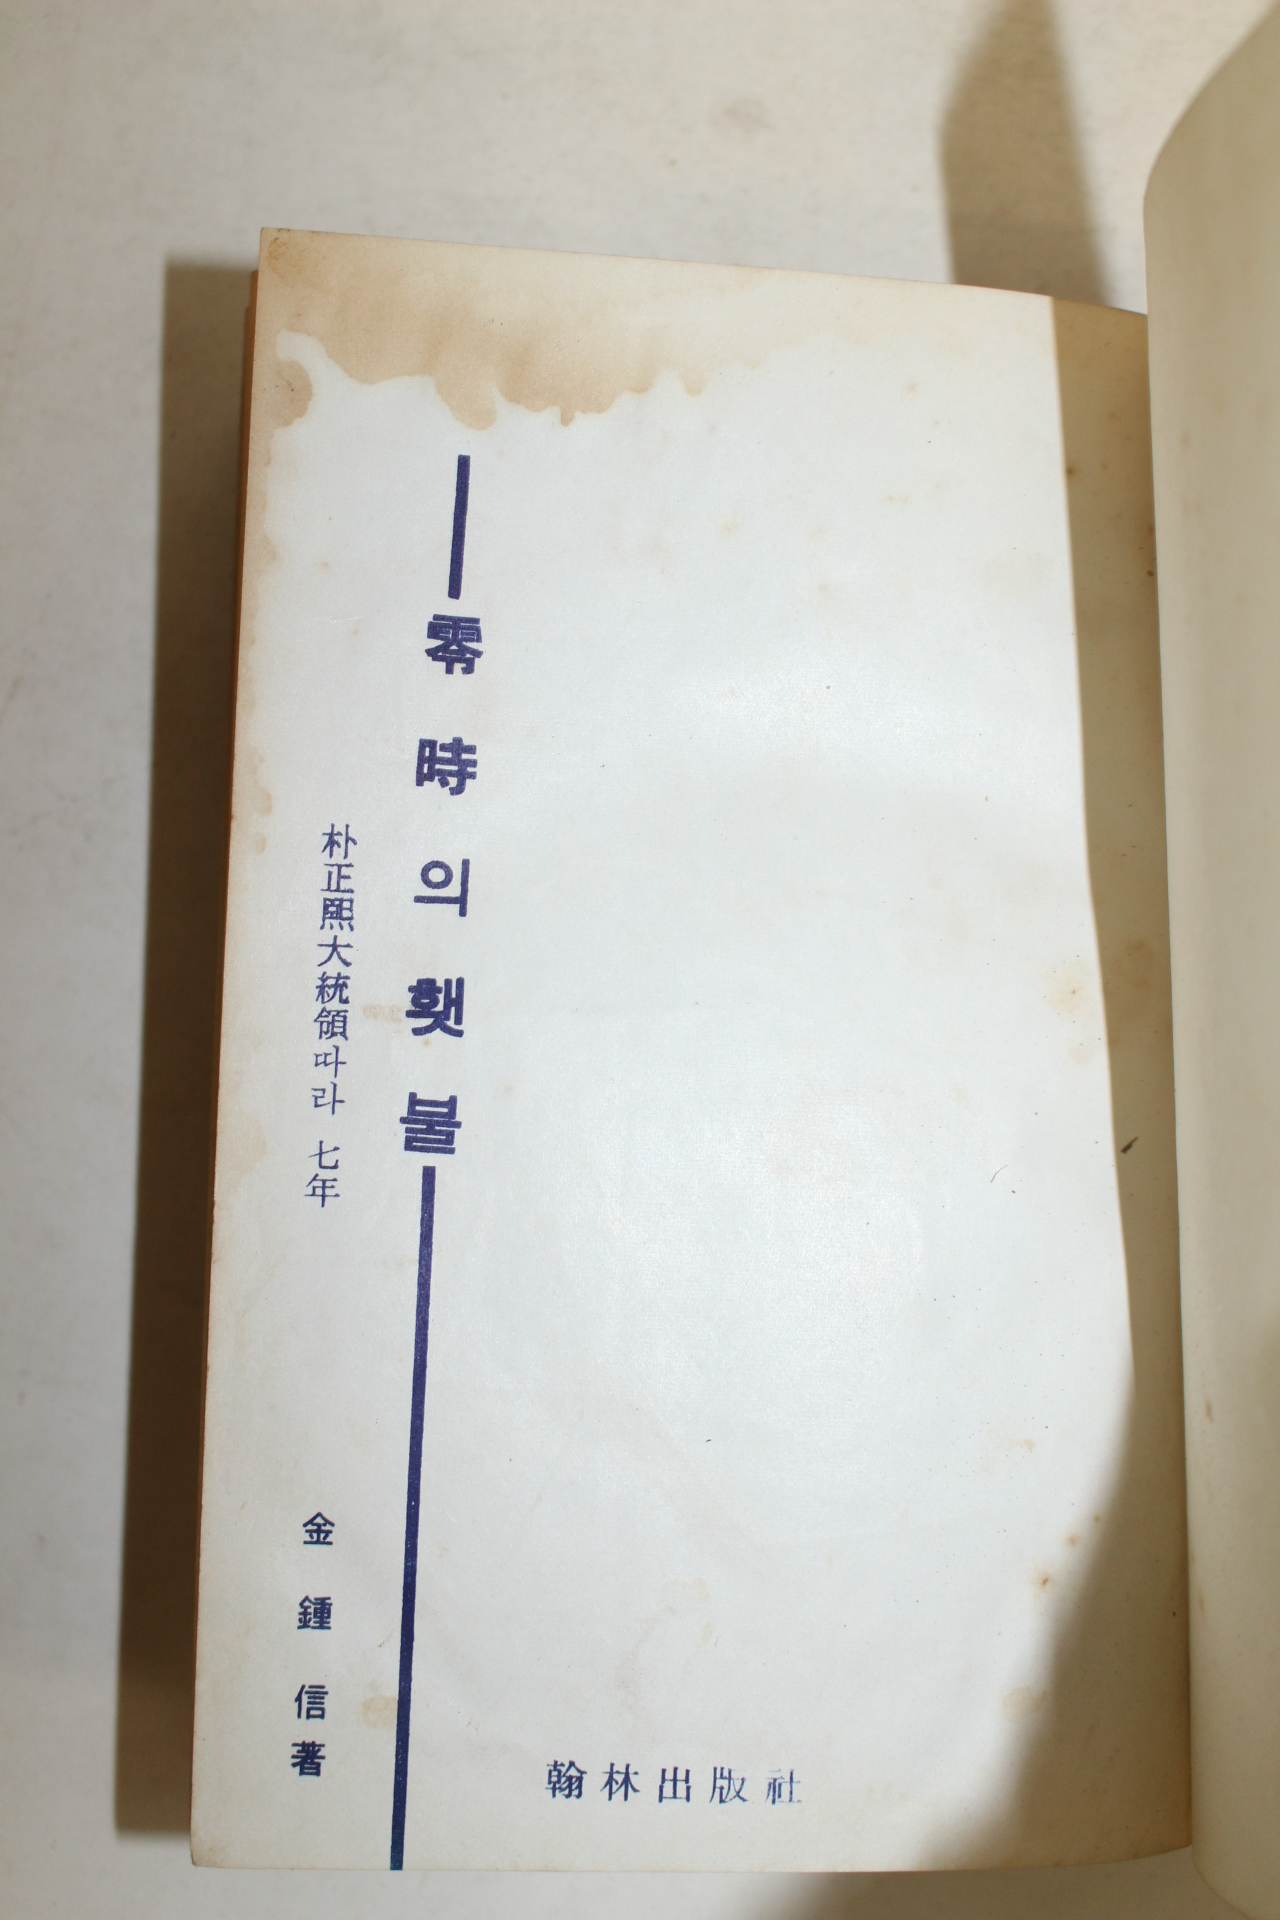 零時의 횃불
朴正熙大統領따라 七年
金鍾信著
翰林出版社